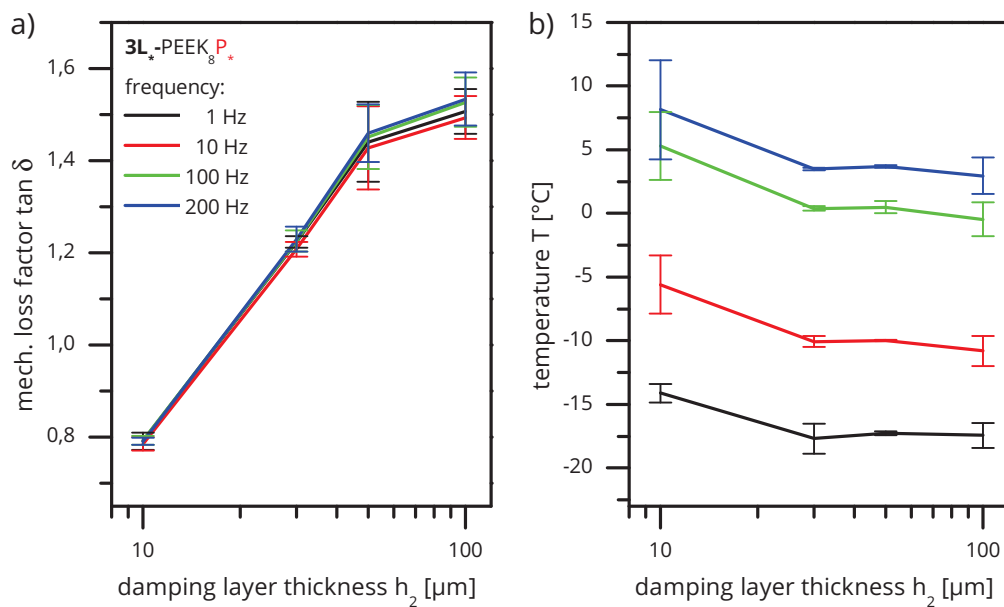 a)
3L*-PEEK8P*
frequency:
1 Hz
10 Hz
100 Hz
200 Hz
mech. loss factor tan δ
1,6
1,4
1,2
1,0
0,8
10
100
damping layer thickness h2 [µm]
b)
temperature T [°C]
15
10
5
0
-5
-10
-15
-20
10
100
damping layer thickness h2 [µm]